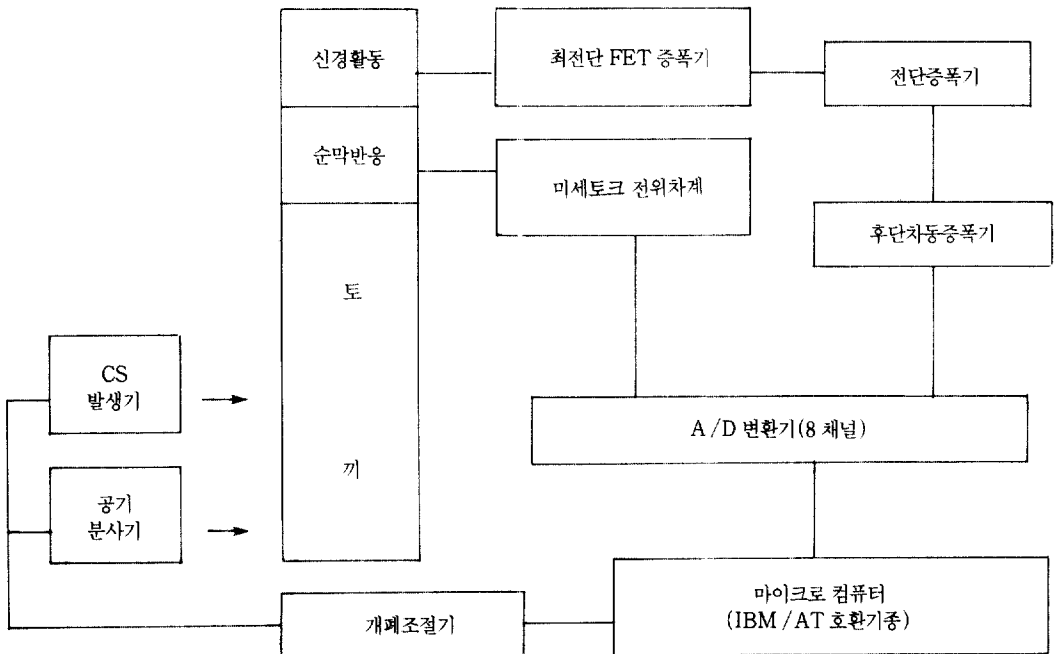 신경활동
최전단 FET 증폭기
전단증폭기
순막반응
미세토크 전위차계
후단차동증폭기
토
끼
CS
발생기
A/D 변환기(8 채널)
공기
분사기
마이크로 컴퓨터
(IBM/AT 호환기종)
개폐조절기